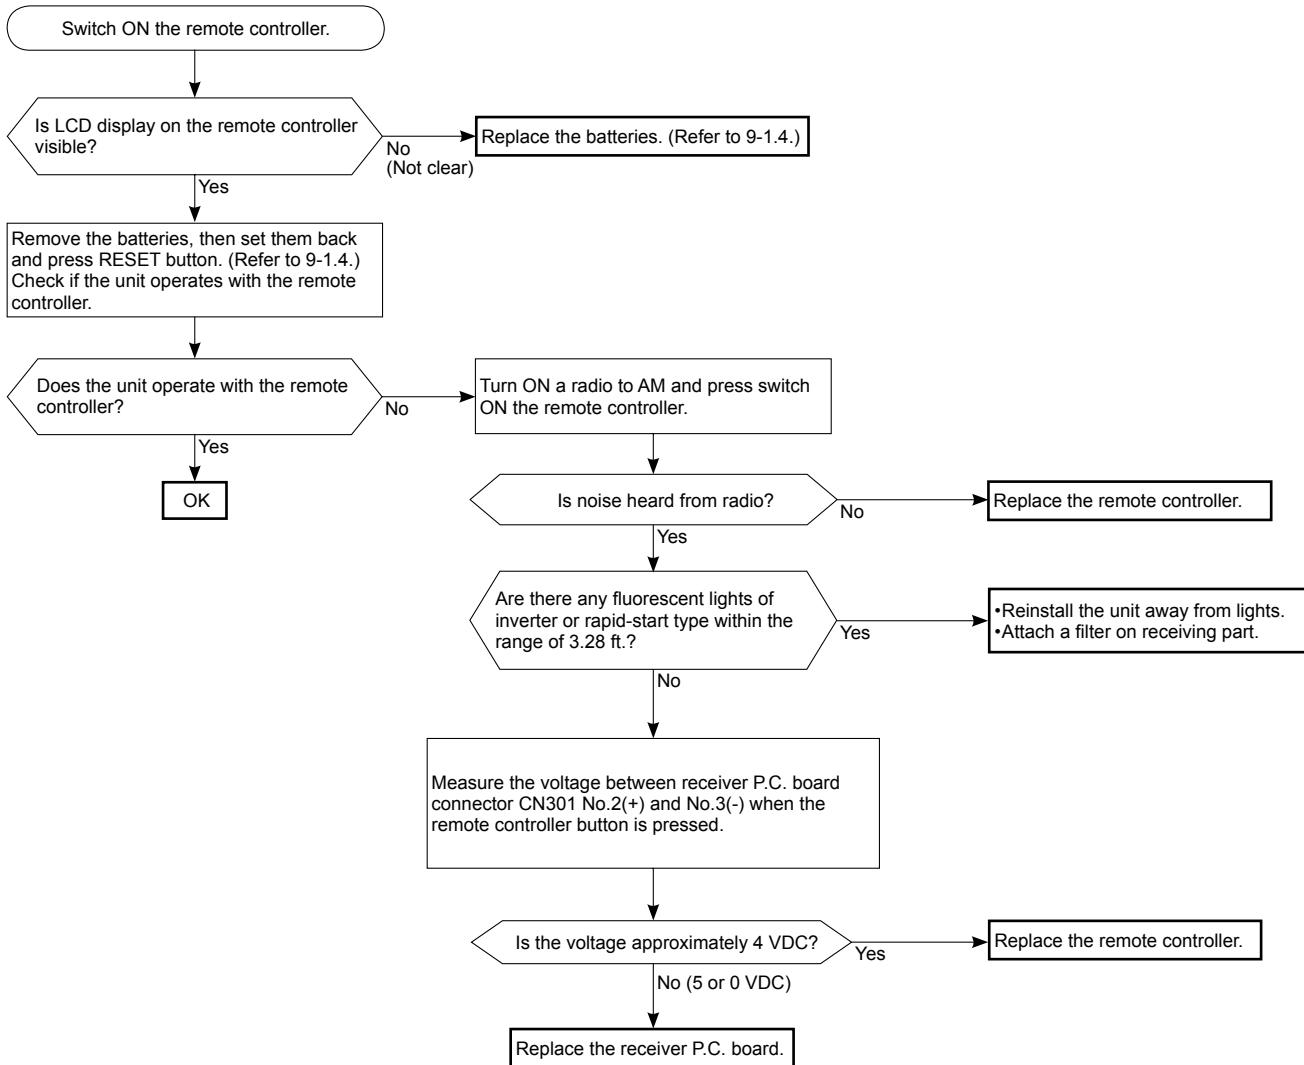 Switch ON the remote controller.
Is LCD display on the remote controller
visible?
No
(Not clear)
Replace the batteries. (Refer to 9-1.4.)
Yes
Remove the batteries, then set them back
and press RESET button. (Refer to 9-1.4.)
Check if the unit operates with the remote
controller.
Does the unit operate with the remote
controller?
No
Turn ON a radio to AM and press switch
ON the remote controller.
Yes
OK
Is noise heard from radio?
No
Replace the remote controller.
Yes
Are there any fluorescent lights of
inverter or rapid-start type within the
range of 3.28 ft.?
Yes
•Reinstall the unit away from lights.
•Attach a filter on receiving part.
No
Measure the voltage between receiver P.C. board
connector CN301 No.2(+) and No.3(-) when the
remote controller button is pressed.
Is the voltage approximately 4 VDC?
Yes
Replace the remote controller.
No (5 or 0 VDC)
Replace the receiver P.C. board.